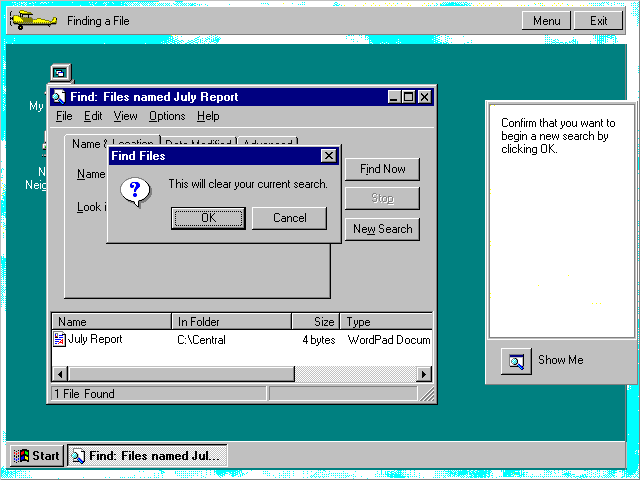 Finding a File
Menu
Exit
My
N
Neig
Find: Files named July Report
File Edit View Options Help
Name & Location Date Modified Advanced
Name
Look i
Find Now
Stop
New Search
Find Files
This will clear your current search.
OK
Cancel
Name In Folder Size Type
July Report C:\Central 4 bytes WordPad Docum
1 File Found
Confirm that you want to
begin a new search by
clicking OK.
Show Me
Start
Find: Files named Jul...